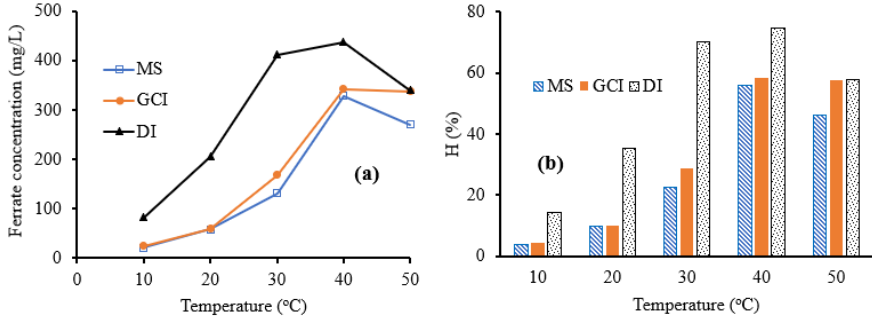 Ferrate concentration (mg/L)
500
400
300
200
100
0
MS
GCI
DI
(a)
0 10 20 30 40 50
Temperature (°C)
H (%)
80
60
40
20
0
MS GCI DI
(b)
10 20 30 40 50
Temperature (°C)